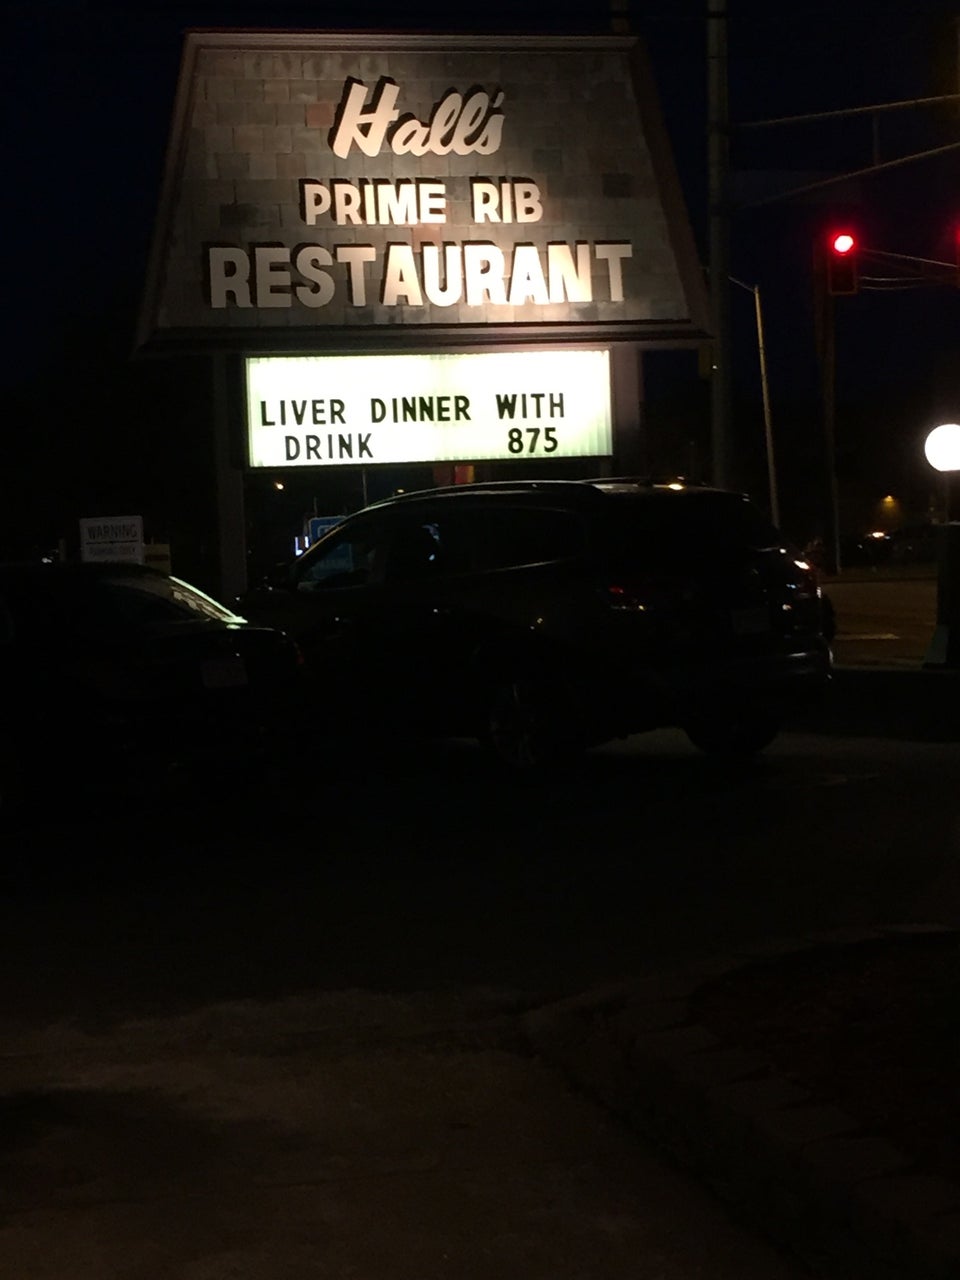 Hall's
PRIME RIB
RESTAURANT
LIVER DINNER WITH
DRINK 875
WARNING